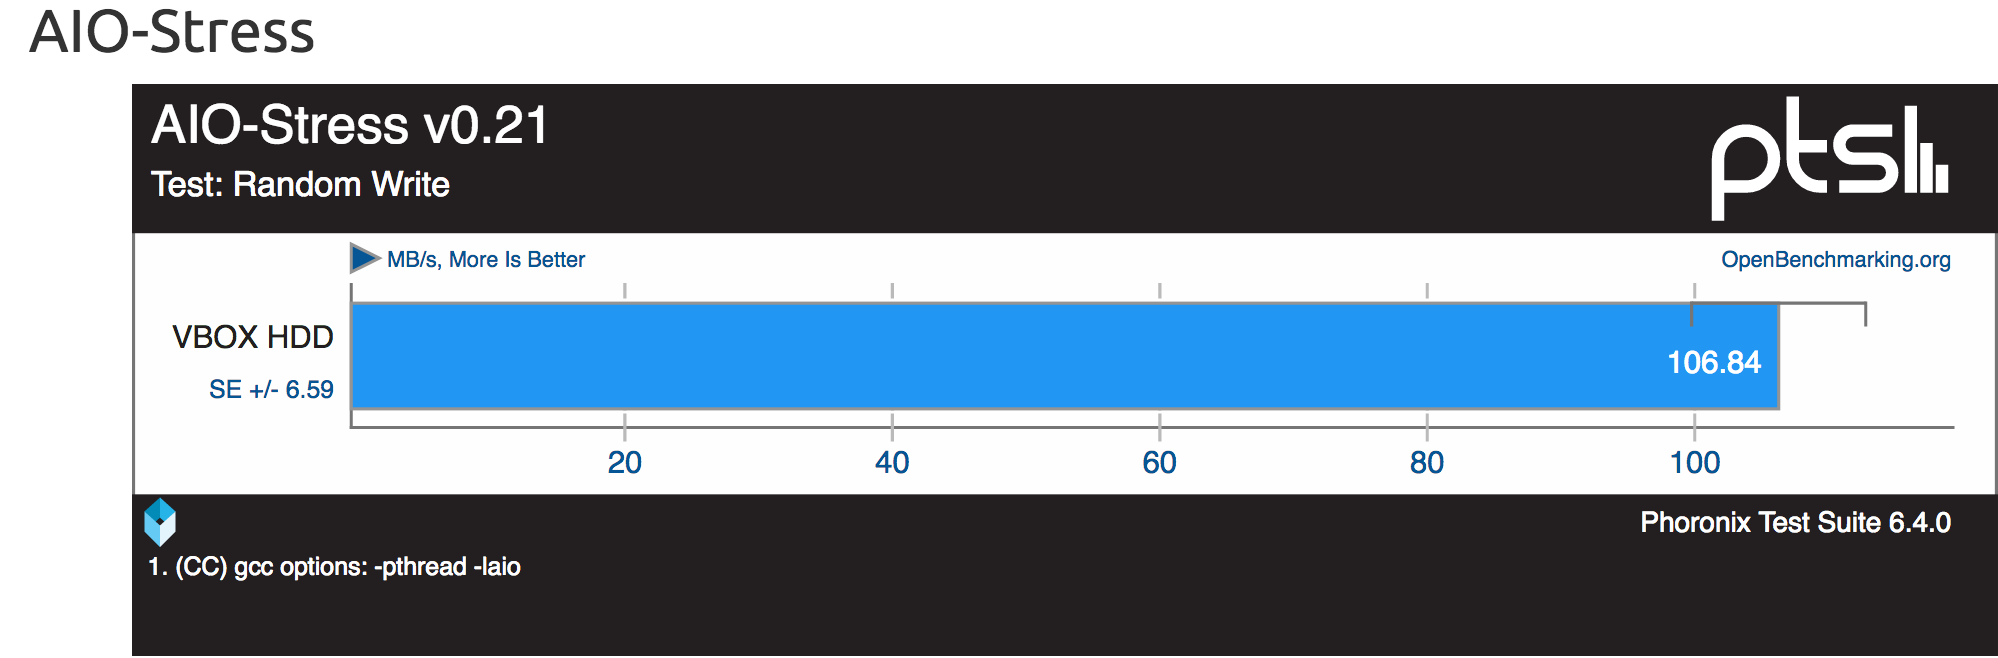 AIO-Stress
AIO-Stress v0.21
Test: Random Write
ptsl
MB/s, More Is Better
OpenBenchmarking.org
VBOX HDD
SE +/- 6.59
106.84
20 40 60 80 100
Phoronix Test Suite 6.4.0
1. (CC) gcc options: -pthread -laio